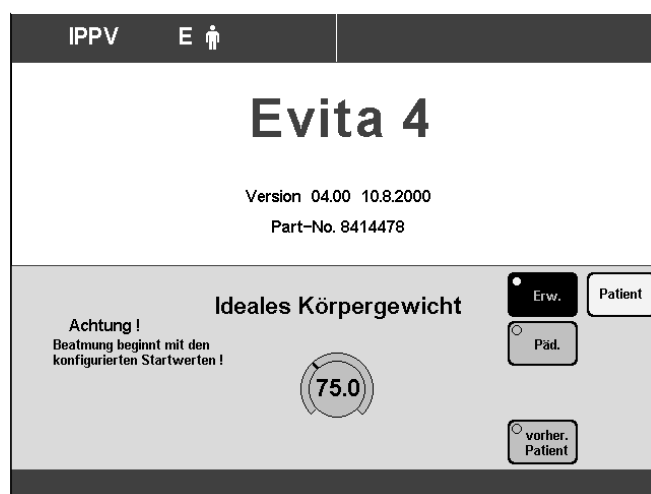 IPPV E
Evita 4
Version 04.00 10.8.2000
Part-No. 8414478
Ideales Körpergewicht
Erw.
Patient
Achtung !
Beatmung beginnt mit den
konfigurierten Startwerten !
Päd.
75.0
vorher.
Patient